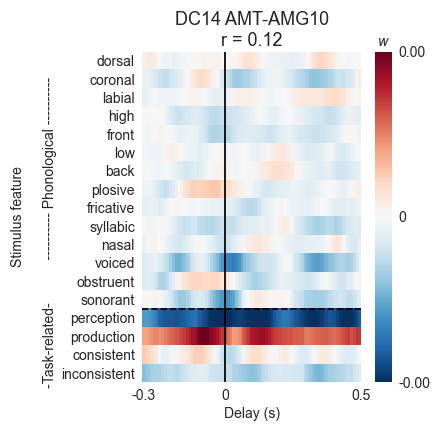 DC14 AMT-AMG10
r = 0.12
w
dorsal
coronal
labial
high
front
low
back
plosive
fricative
syllabic
nasal
voiced
obstruent
sonorant
perception
production
consistent
inconsistent
Stimulus feature
-Task-related- ---------- Phonological ----------
0.00
0
-0.00
-0.3 0 0.5
Delay (s)